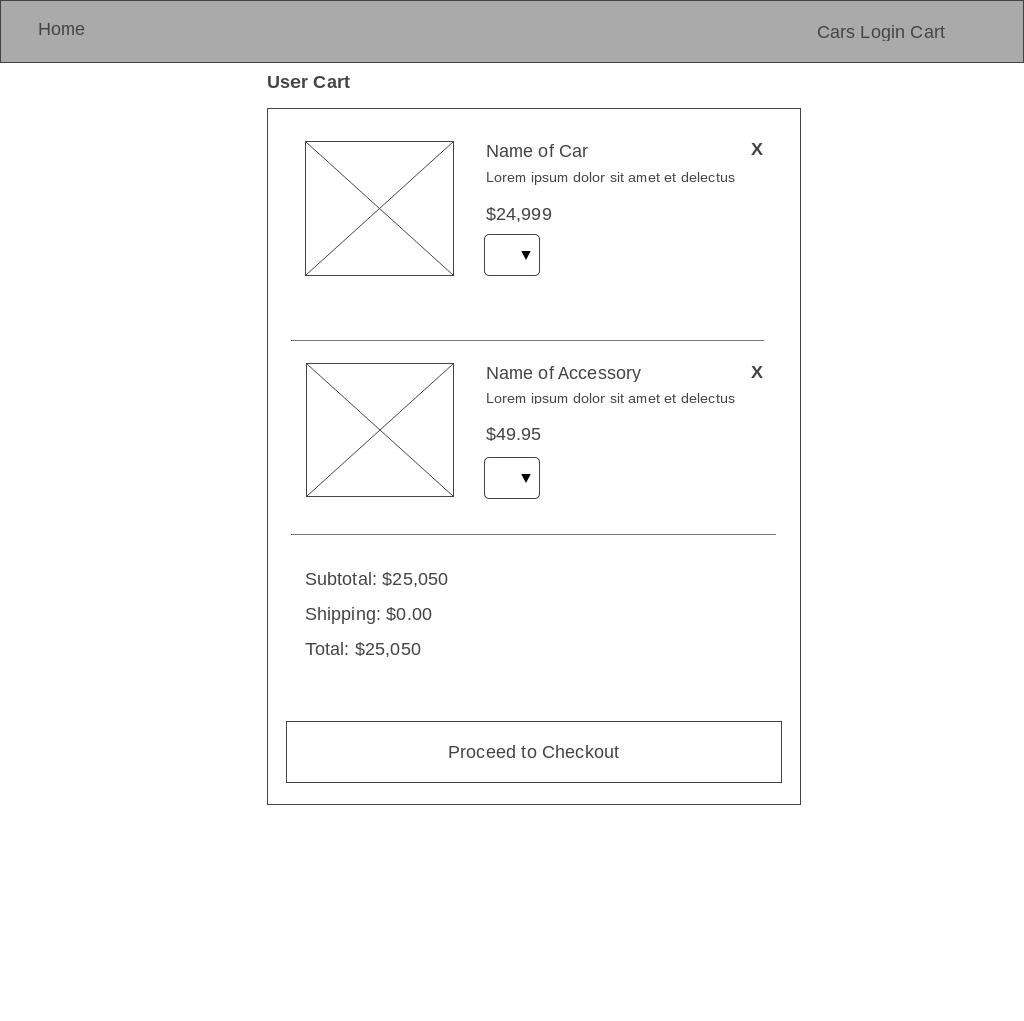 Home
Cars Login Cart
User Cart
Name of Car
X
Lorem ipsum dolor sit amet et delectus
$24,999
Name of Accessory
X
Lorem ipsum dolor sit amet et delectus
$49.95
Subtotal: $25,050
Shipping: $0.00
Total: $25,050
Proceed to Checkout